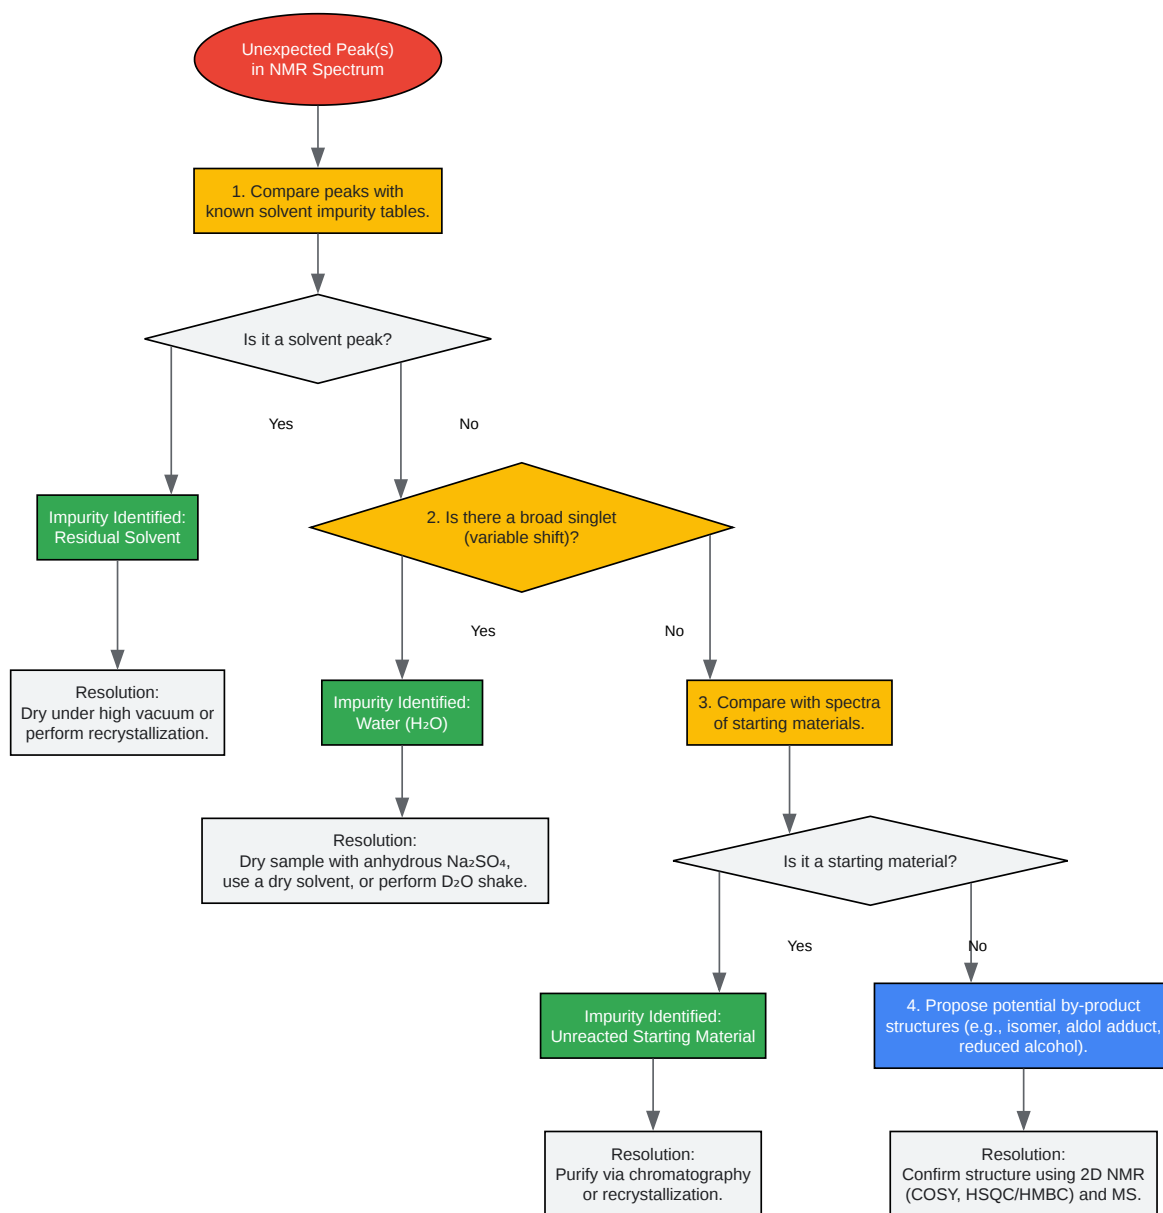 Unexpected Peak(s)
in NMR Spectrum
1. Compare peaks with
known solvent impurity tables.
Is it a solvent peak?
Yes
No
Impurity Identified:
Residual Solvent
2. Is there a broad singlet
(variable shift)?
Resolution:
Dry under high vacuum or
perform recrystallization.
Yes
No
Impurity Identified:
Water (H₂O)
3. Compare with spectra
of starting materials.
Resolution:
Dry sample with anhydrous Na₂SO₄,
use a dry solvent, or perform D₂O shake.
Is it a starting material?
Yes
No
Impurity Identified:
Unreacted Starting Material
4. Propose potential by-product
structures (e.g., isomer, aldol adduct,
reduced alcohol).
Resolution:
Purify via chromatography
or recrystallization.
Resolution:
Confirm structure using 2D NMR
(COSY, HSQC/HMBC) and MS.